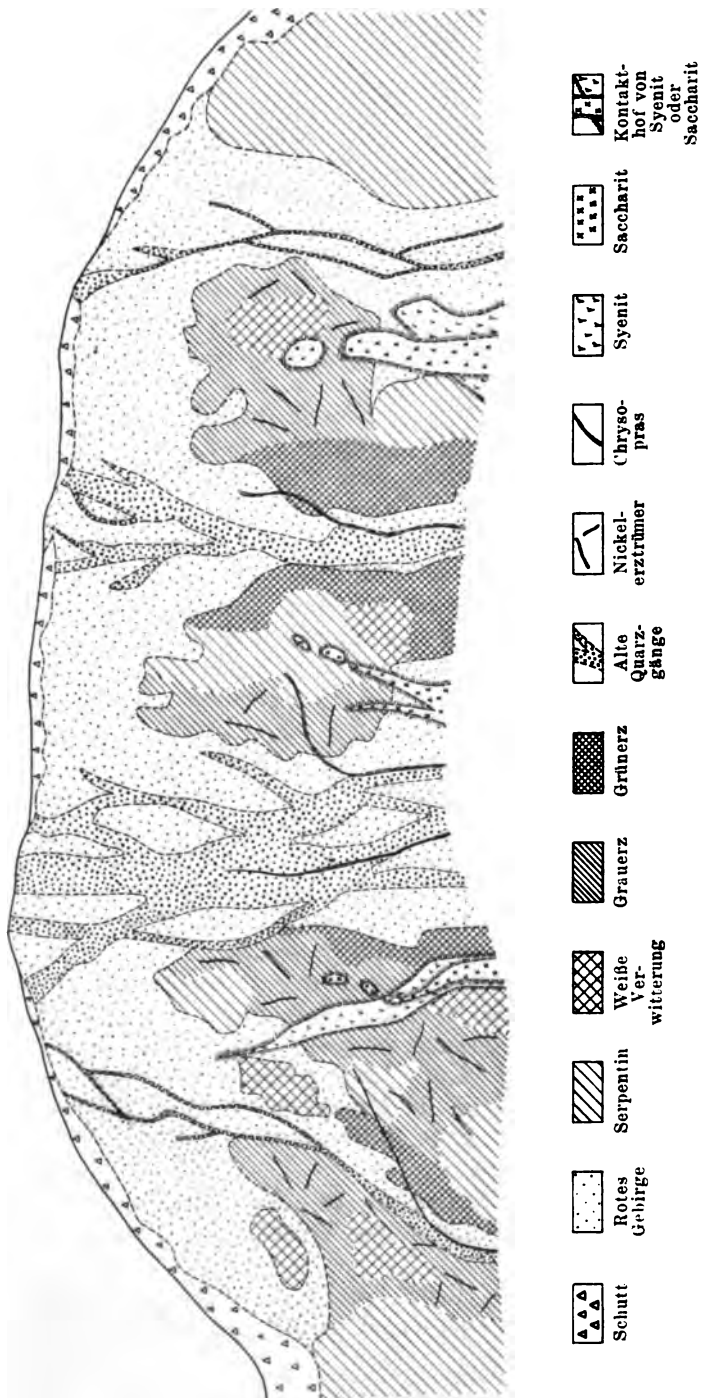 Schutt
Rotes
Gebirge
Serpentin
Weiße
Ver-
witterung
Grauerz
Grünerz
Alte
Quarz-
gänge
Nickel-
erztrümer
Chryso-
pras
Syenit
Saccharit
Kontakt-
hof von
Syenit
oder
Saccharit